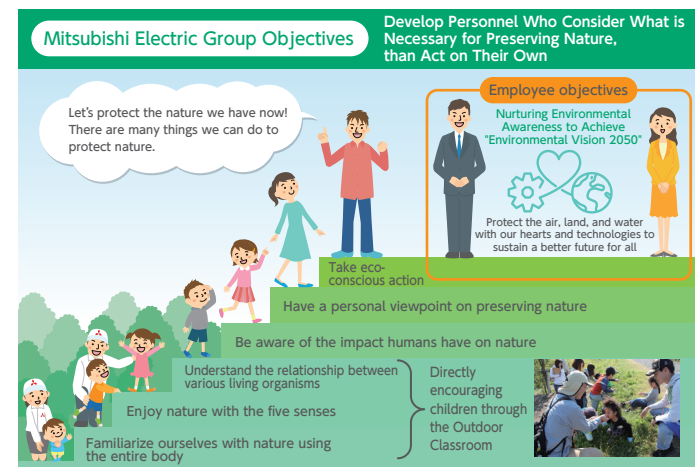 Mitsubishi Electric Group Objectives
Develop Personnel Who Consider What is
Necessary for Preserving Nature,
than Act on Their Own
Let's protect the nature we have now!
There are many things we can do to
protect nature.
Employee objectives
Nurturing Environmental
Awareness to Achieve
"Environmental Vision 2050"
Protect the air, land, and water
with our hearts and technologies to
sustain a better future for all
Take eco-
conscious action
Have a personal viewpoint on preserving nature
Be aware of the impact humans have on nature
Understand the relationship between
various living organisms
Enjoy nature with the five senses
Familiarize ourselves with nature using
the entire body
Directly
encouraging
children through
the Outdoor
Classroom